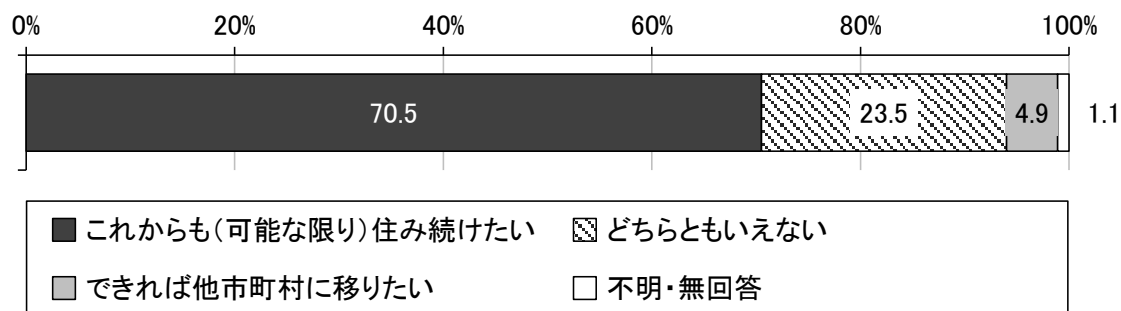 0% 20% 40% 60% 80% 100%
70.5 23.5 4.9 1.1
これからも（可能な限り）住み続けたい どちらともいえない
できれば他市町村に移りたい 不明・無回答